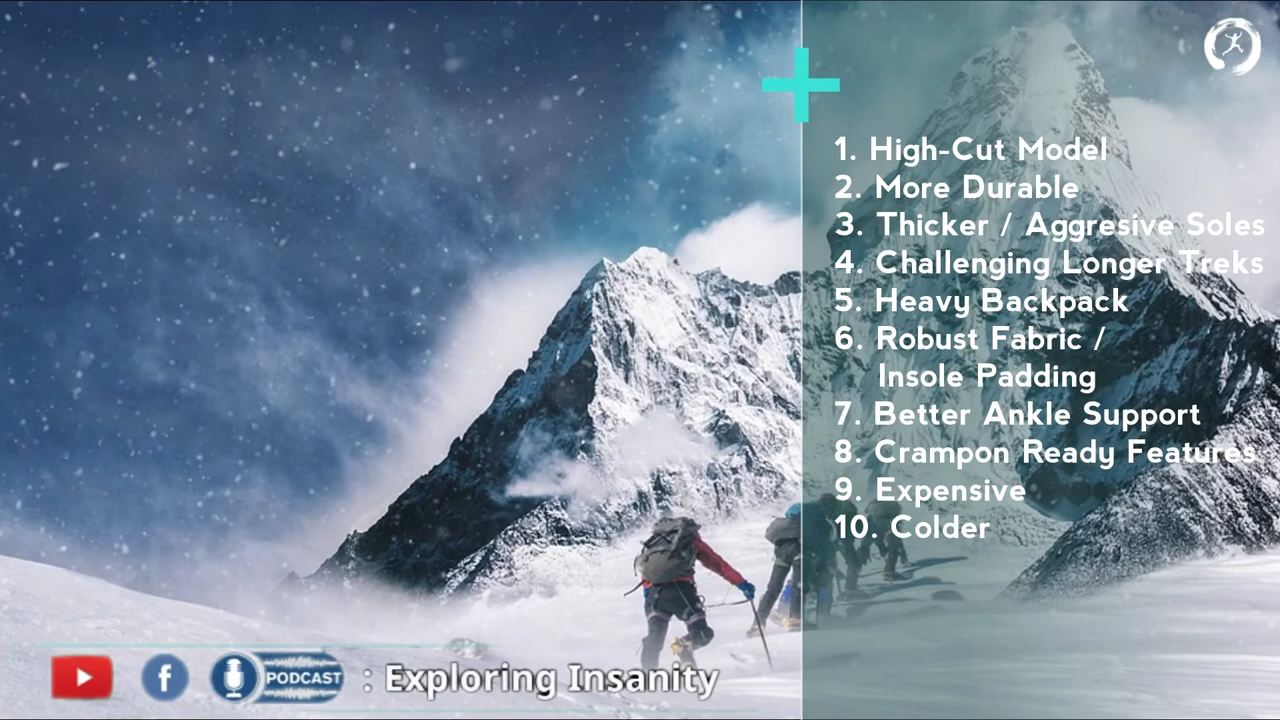 1. High-Cut Model
2. More Durable
3. Thicker / Aggresive Soles
4. Challenging Longer Treks
5. Heavy Backpack
6. Robust Fabric /
Insole Padding
7. Better Ankle Support
8. Crampon Ready Features
9. Expensive
10. Colder
PODCAST : Exploring Insanity